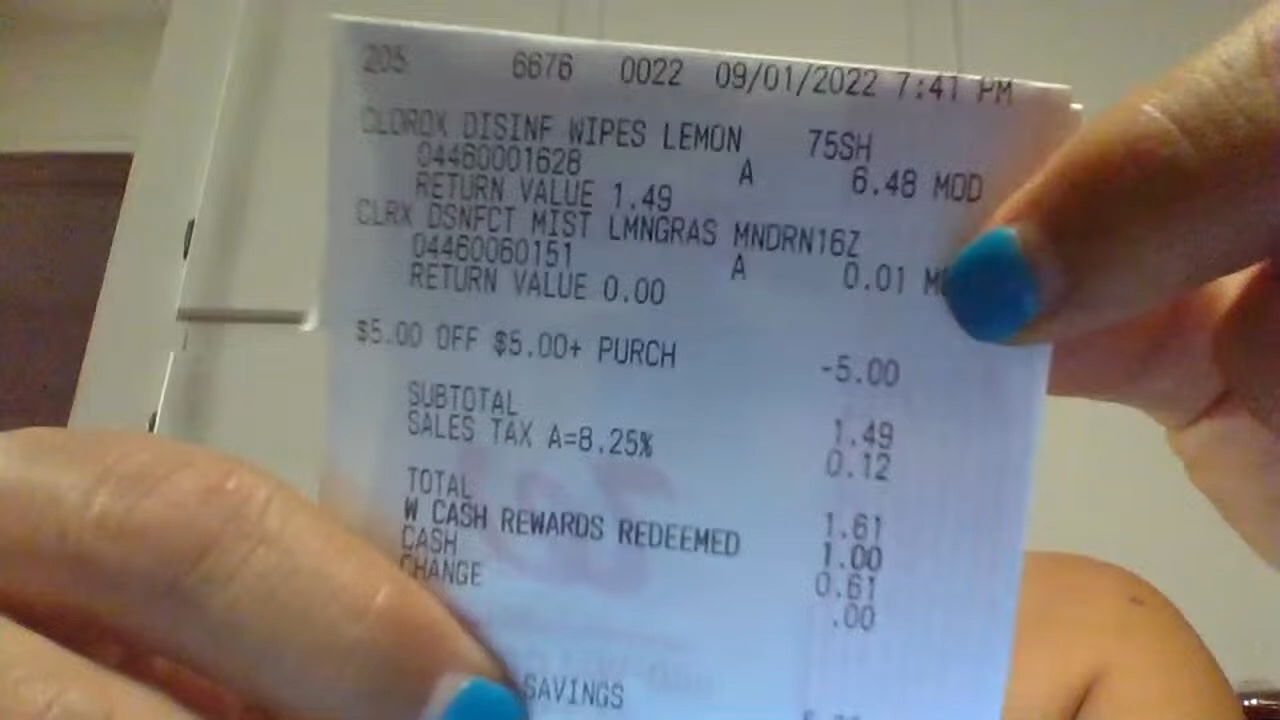 205 6676 0022 09/01/2022 7:41 PM
CLOROX DISINF WIPES LEMON 75SH
04460001628 A 6.48 MOD
RETURN VALUE 1.49
CLRX DSNFCT MIST LMNGRAS MNDRN16Z
04460060151 A 0.01 M
RETURN VALUE 0.00
$5.00 OFF $5.00+ PURCH -5.00
SUBTOTAL 1.49
SALES TAX A=8.25% 0.12
TOTAL 1.61
W CASH REWARDS REDEEMED 1.00
CASH 0.61
CHANGE .00
SAVINGS